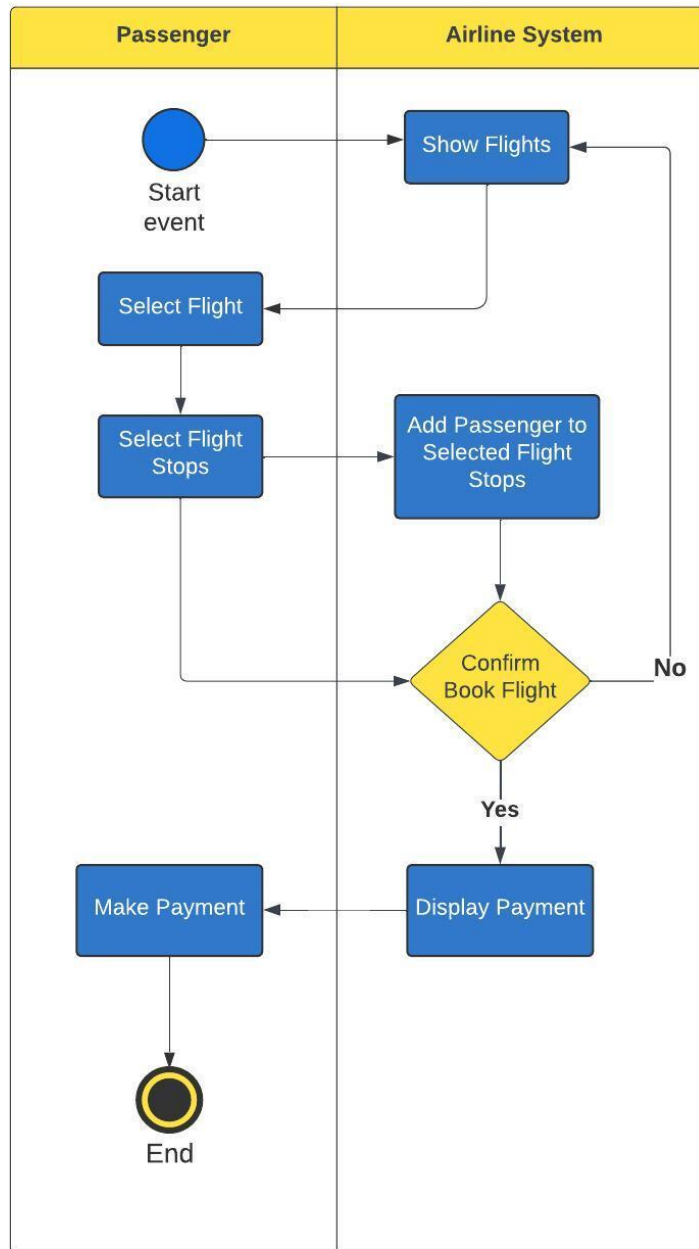 Passenger
Airline System
Show Flights
Start
event
Select Flight
Select Flight
Stops
Add Passenger to
Selected Flight
Stops
Confirm
Book Flight
No
Yes
Make Payment
Display Payment
End